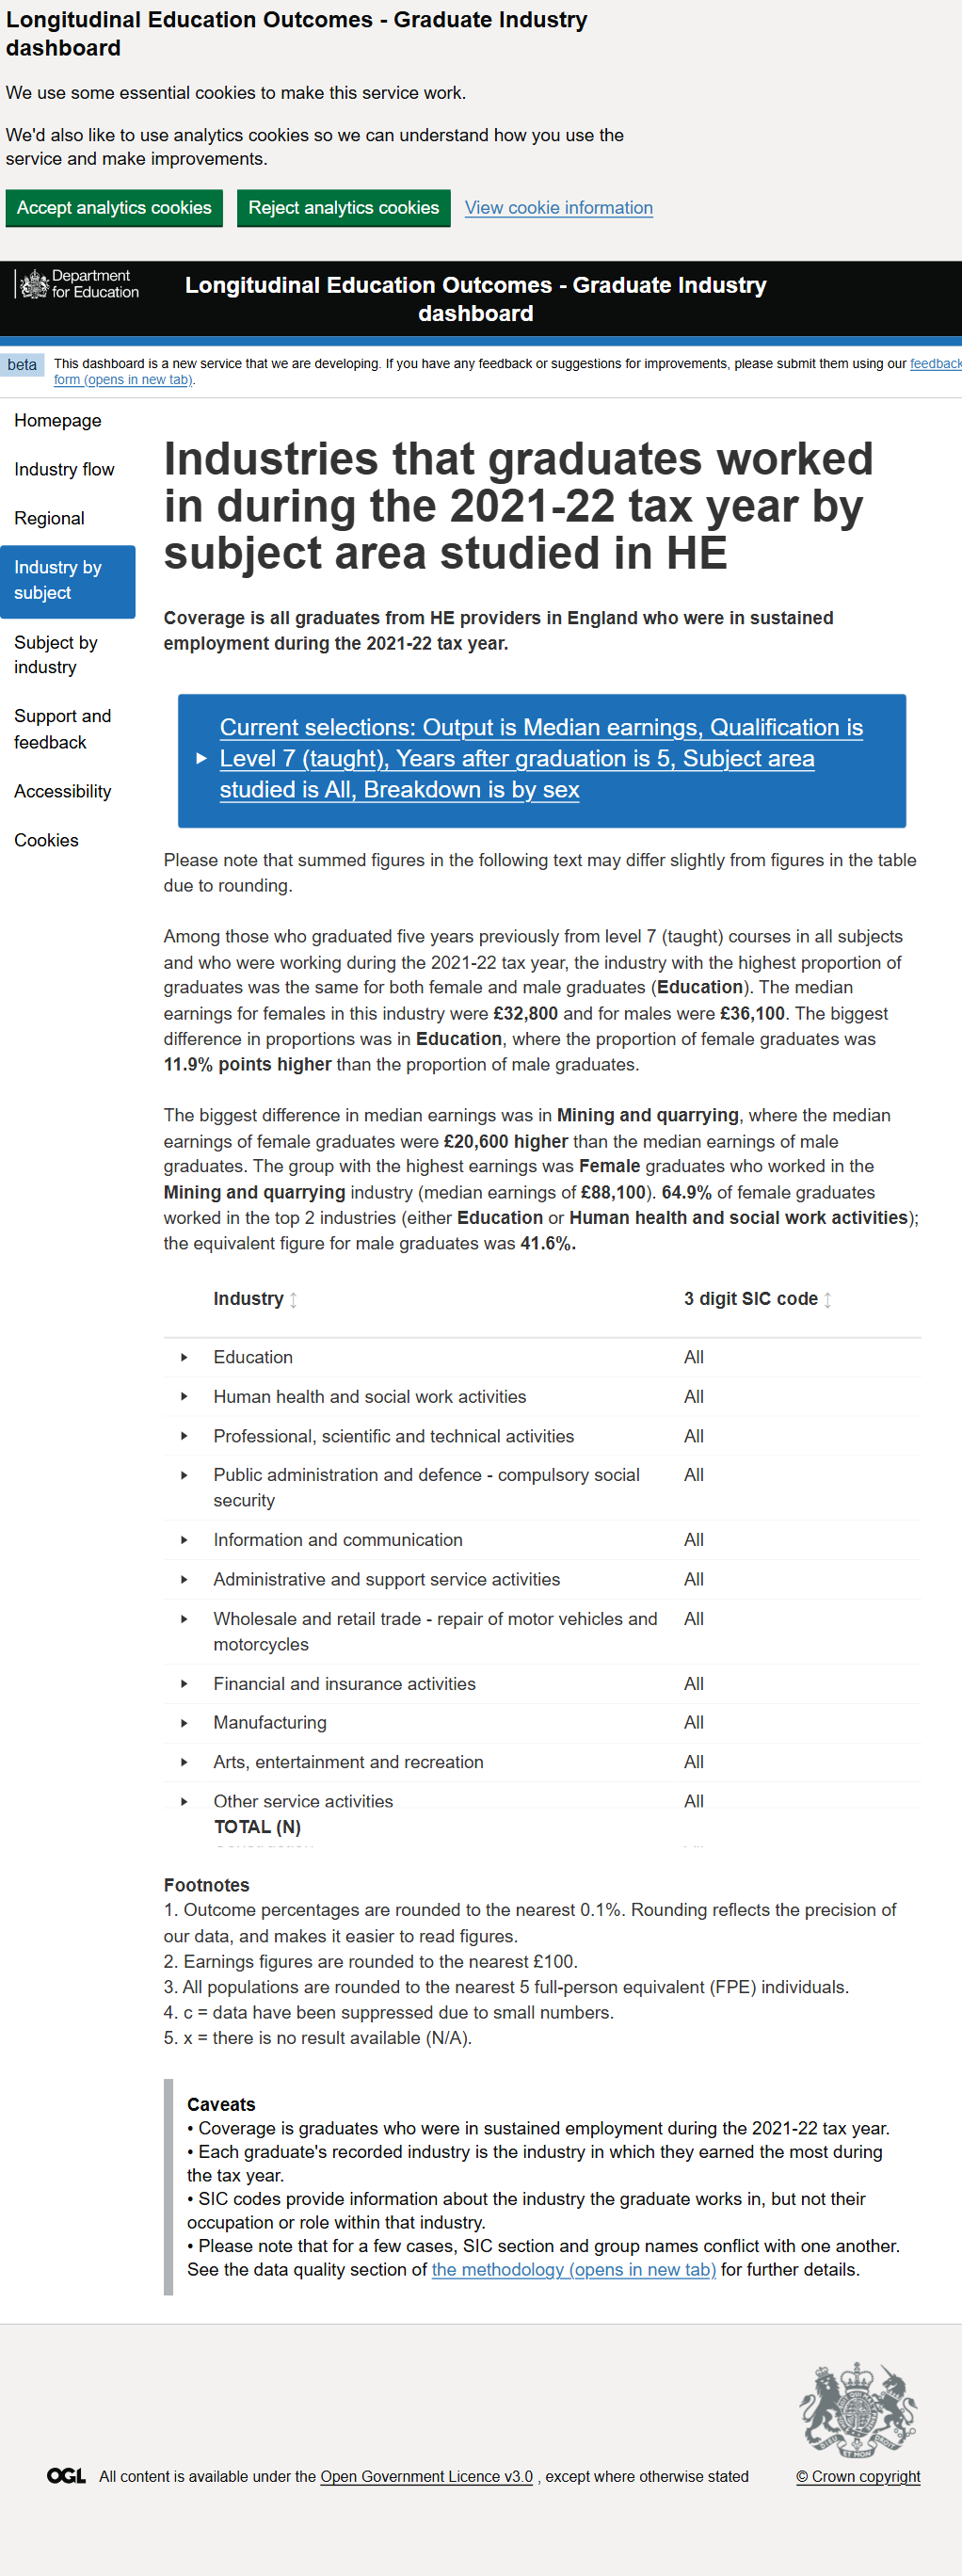 Longitudinal Education Outcomes - Graduate Industry
dashboard
We use some essential cookies to make this service work.
We'd also like to use analytics cookies so we can understand how you use the
service and make improvements.
Accept analytics cookies
Reject analytics cookies
View cookie information
Department
for Education
Longitudinal Education Outcomes - Graduate Industry
dashboard
beta
This dashboard is a new service that we are developing. If you have any feedback or suggestions for improvements, please submit them using our feedback
form (opens in new tab).
Homepage
Industry flow
Regional
Industry by
subject
Subject by
industry
Support and
feedback
Accessibility
Cookies
Industries that graduates worked
in during the 2021-22 tax year by
subject area studied in HE
Coverage is all graduates from HE providers in England who were in sustained
employment during the 2021-22 tax year.
Current selections: Output is Median earnings, Qualification is
Level 7 (taught), Years after graduation is 5, Subject area
studied is All, Breakdown is by sex
Please note that summed figures in the following text may differ slightly from figures in the table
due to rounding.
Among those who graduated five years previously from level 7 (taught) courses in all subjects
and who were working during the 2021-22 tax year, the industry with the highest proportion of
graduates was the same for both female and male graduates (Education). The median
earnings for females in this industry were £32,800 and for males were £36,100. The biggest
difference in proportions was in Education, where the proportion of female graduates was
11.9% points higher than the proportion of male graduates.
The biggest difference in median earnings was in Mining and quarrying, where the median
earnings of female graduates were £20,600 higher than the median earnings of male
graduates. The group with the highest earnings was Female graduates who worked in the
Mining and quarrying industry (median earnings of £88,100). 64.9% of female graduates
worked in the top 2 industries (either Education or Human health and social work activities);
the equivalent figure for male graduates was 41.6%.
Industry 3 digit SIC code
Education All
Human health and social work activities All
Professional, scientific and technical activities All
Public administration and defence - compulsory social All
security
Information and communication All
Administrative and support service activities All
Wholesale and retail trade - repair of motor vehicles and All
motorcycles
Financial and insurance activities All
Manufacturing All
Arts, entertainment and recreation All
Other service activities All
TOTAL (N)
Footnotes
1. Outcome percentages are rounded to the nearest 0.1%. Rounding reflects the precision of
our data, and makes it easier to read figures.
2. Earnings figures are rounded to the nearest £100.
3. All populations are rounded to the nearest 5 full-person equivalent (FPE) individuals.
4. c = data have been suppressed due to small numbers.
5. x = there is no result available (N/A).
Caveats
• Coverage is graduates who were in sustained employment during the 2021-22 tax year.
• Each graduate's recorded industry is the industry in which they earned the most during
the tax year.
• SIC codes provide information about the industry the graduate works in, but not their
occupation or role within that industry.
• Please note that for a few cases, SIC section and group names conflict with one another.
See the data quality section of the methodology (opens in new tab) for further details.
OGL All content is available under the Open Government Licence v3.0 , except where otherwise stated
© Crown copyright